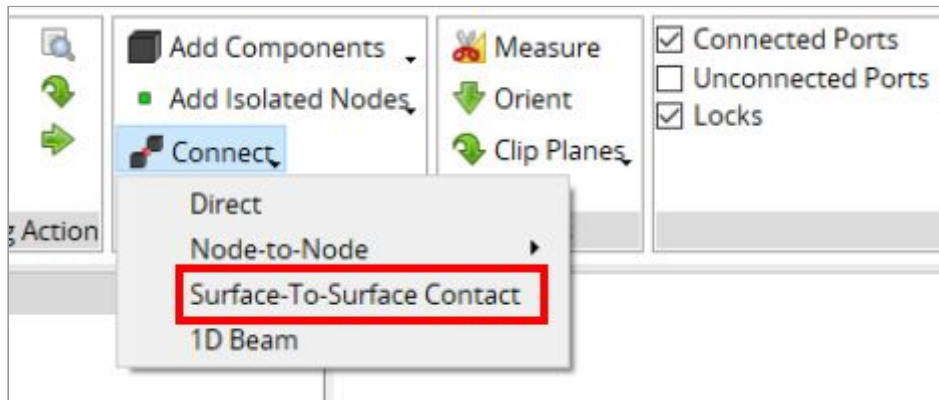 Add Components
Add Isolated Nodes
Connect
Measure
Orient
Clip Planes
Connected Ports
Unconnected Ports
Locks
Action
Direct
Node-to-Node
Surface-To-Surface Contact
1D Beam